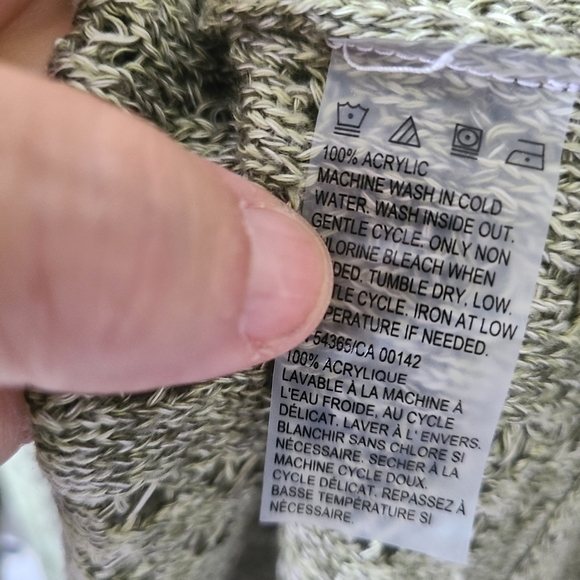 100% ACRYLIC
MACHINE WASH IN COLD
WATER. WASH INSIDE OUT.
GENTLE CYCLE. ONLY NON
LORINE BLEACH WHEN
DED. TUMBLE DRY, LOW.
TLE CYCLE. IRON AT LOW
PERATURE IF NEEDED.
54365/CA 00142
100% ACRYLIQUE
LAVABLE À LA MACHINE À
L'EAU FROIDE, AU CYCLE
DÉLICAT. LAVER À L' ENVERS.
BLANCHIR SANS CHLORE SI
NÉCESSAIRE. SECHER À LA
MACHINE CYCLE DOUX.
CYCLE DÉLICAT. REPASSEZ À
BASSE TEMPÉRATURE SI
NÉCESSAIRE.